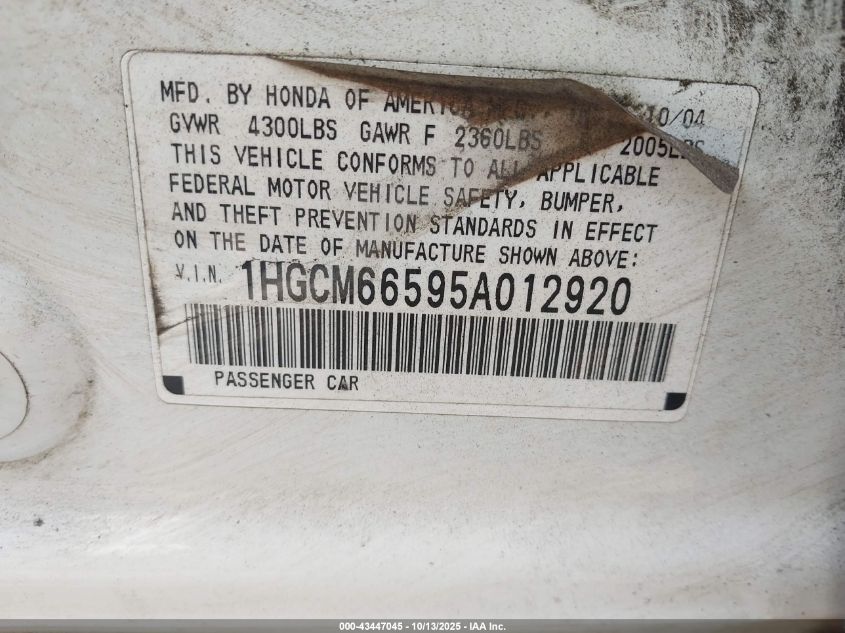 MFD. BY HONDA OF AMERICA 10/04
GVWR 4300LBS GAWR F 2360LBS 2005LBS
THIS VEHICLE CONFORMS TO ALL APPLICABLE
FEDERAL MOTOR VEHICLE SAFETY, BUMPER,
AND THEFT PREVENTION STANDARDS IN EFFECT
ON THE DATE OF MANUFACTURE SHOWN ABOVE:
V.I.N. 1HGCM66595A012920
PASSENGER CAR
000-43447045 | 10/13/2025 - IAA Inc.